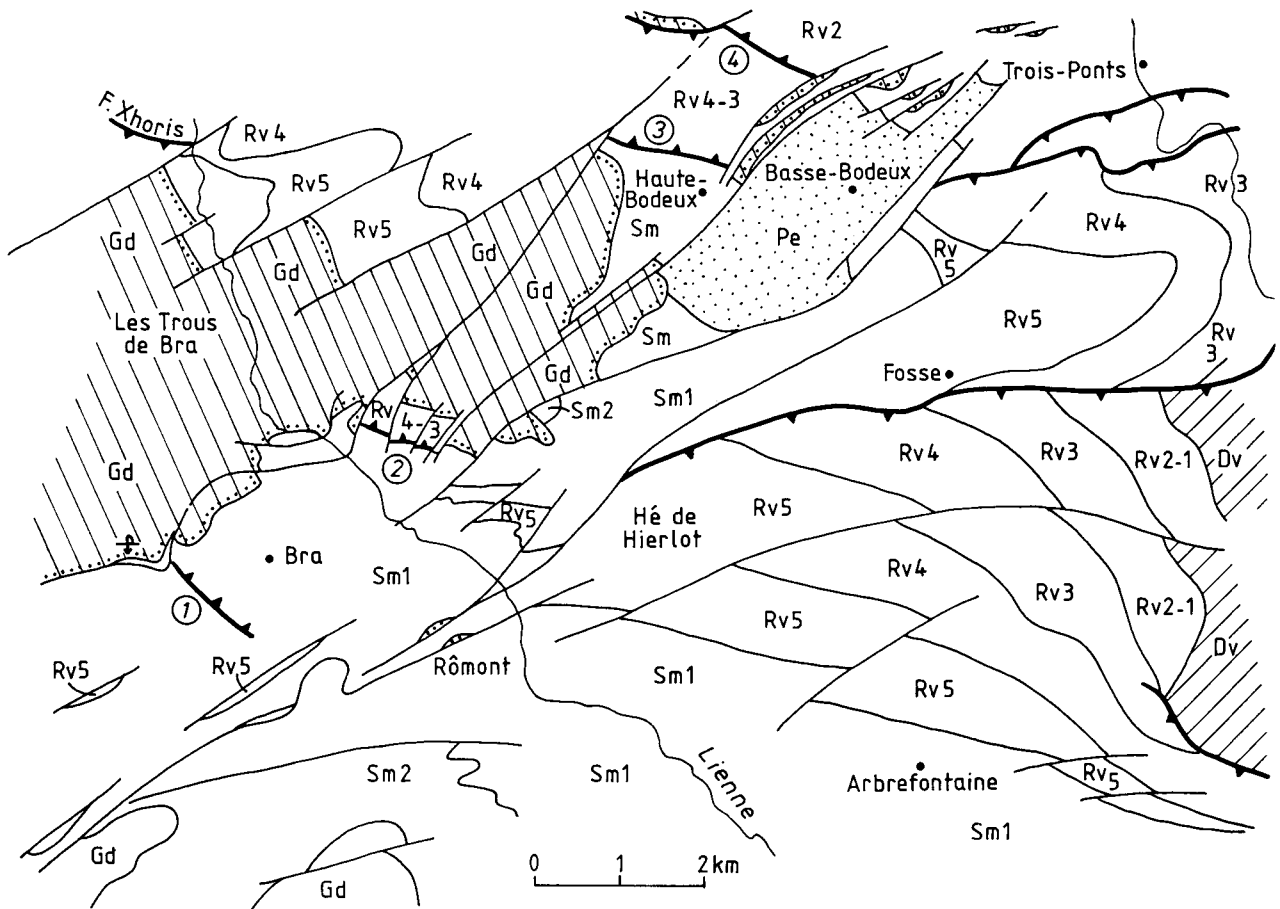 Rv2
4
Trois-Ponts
F. Xhoris
Rv4-3
Rv4
3
Rv5
Rv4
Haute-
Bodeux
Basse-Bodeux
Rv3
Sm
Pe
Rv4
Gd
Rv5
Gd
Rv
5
Gd
Gd
Les Trous
de Bra
Sm
Rv5
Rv
3
Gd
Fosse
Rv
4-3
Sm2
Sm1
2
Rv4
Rv3
Rv2-1
Dv
Gd
Rv5
Rv5
Hé de
Hierlot
Bra
Sm1
Rv4
Rv3
Rv2-1
1
Rv5
Rv5
Rv5
Rômont
Sm1
Dv
Rv5
Sm2
Sm1
Lienne
Arbrefontaine
Rv
5
Sm1
Gd
Gd
0 1 2 km